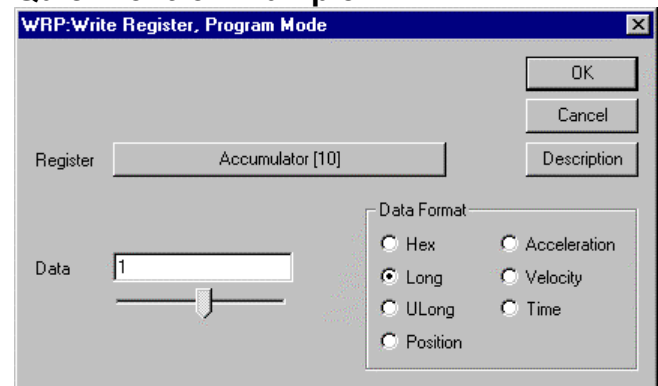 WRP:Write Register, Program Mode
OK
Cancel
Register Accumulator [10] Description
Data Format
Hex Acceleration
Data 1 Long Velocity
ULong Time
Position